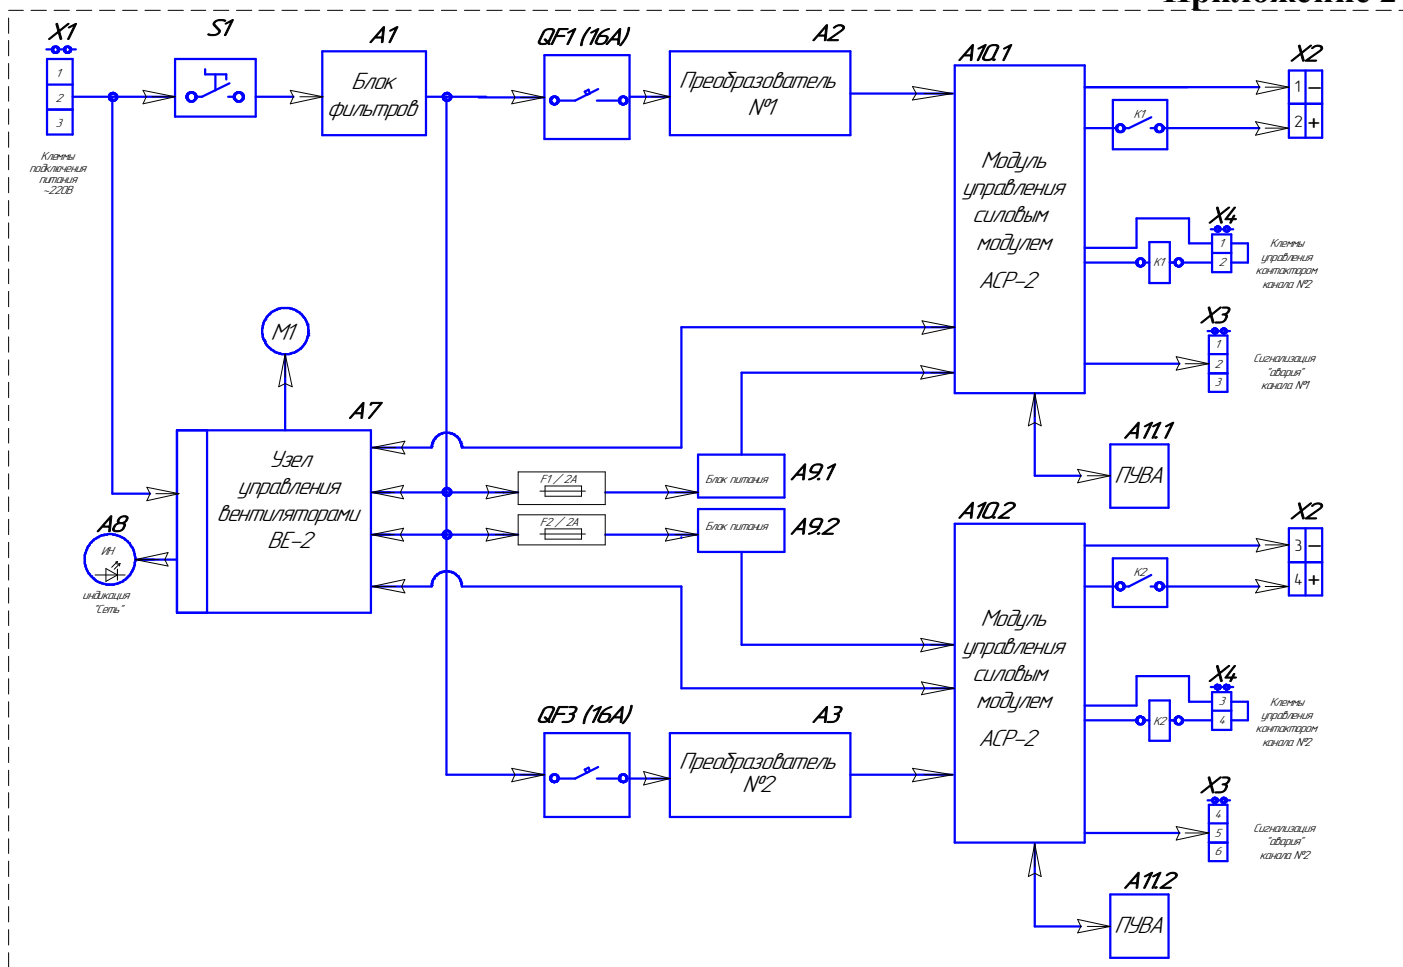 Приложение 2
X1
1
2
3
Клеммы
подключения
питания
~220В
S1
A1
Блок
фильтров
QF1 (16А)
A2
Преобразователь
№1
A10.1
Модуль
управления
силовым
модулем
АСР-2
X2
1 −
2 +
K1
X4
1
2
K1
Клеммы
управления
контактором
канала №2
X3
1
2
3
Сигнализация
"авария"
канала №1
M1
A7
Узел
управления
вентиляторами
ВЕ-2
A8
ИН
индикация
"Сеть"
F1 / 2A
Блок питания
A9.1
F2 / 2A
Блок питания
A9.2
A11.1
ПУВА
A10.2
Модуль
управления
силовым
модулем
АСР-2
X2
3 −
4 +
K2
X4
3
4
K2
Клеммы
управления
контактором
канала №2
QF3 (16А)
A3
Преобразователь
№2
X3
4
5
6
Сигнализация
"авария"
канала №2
A11.2
ПУВА